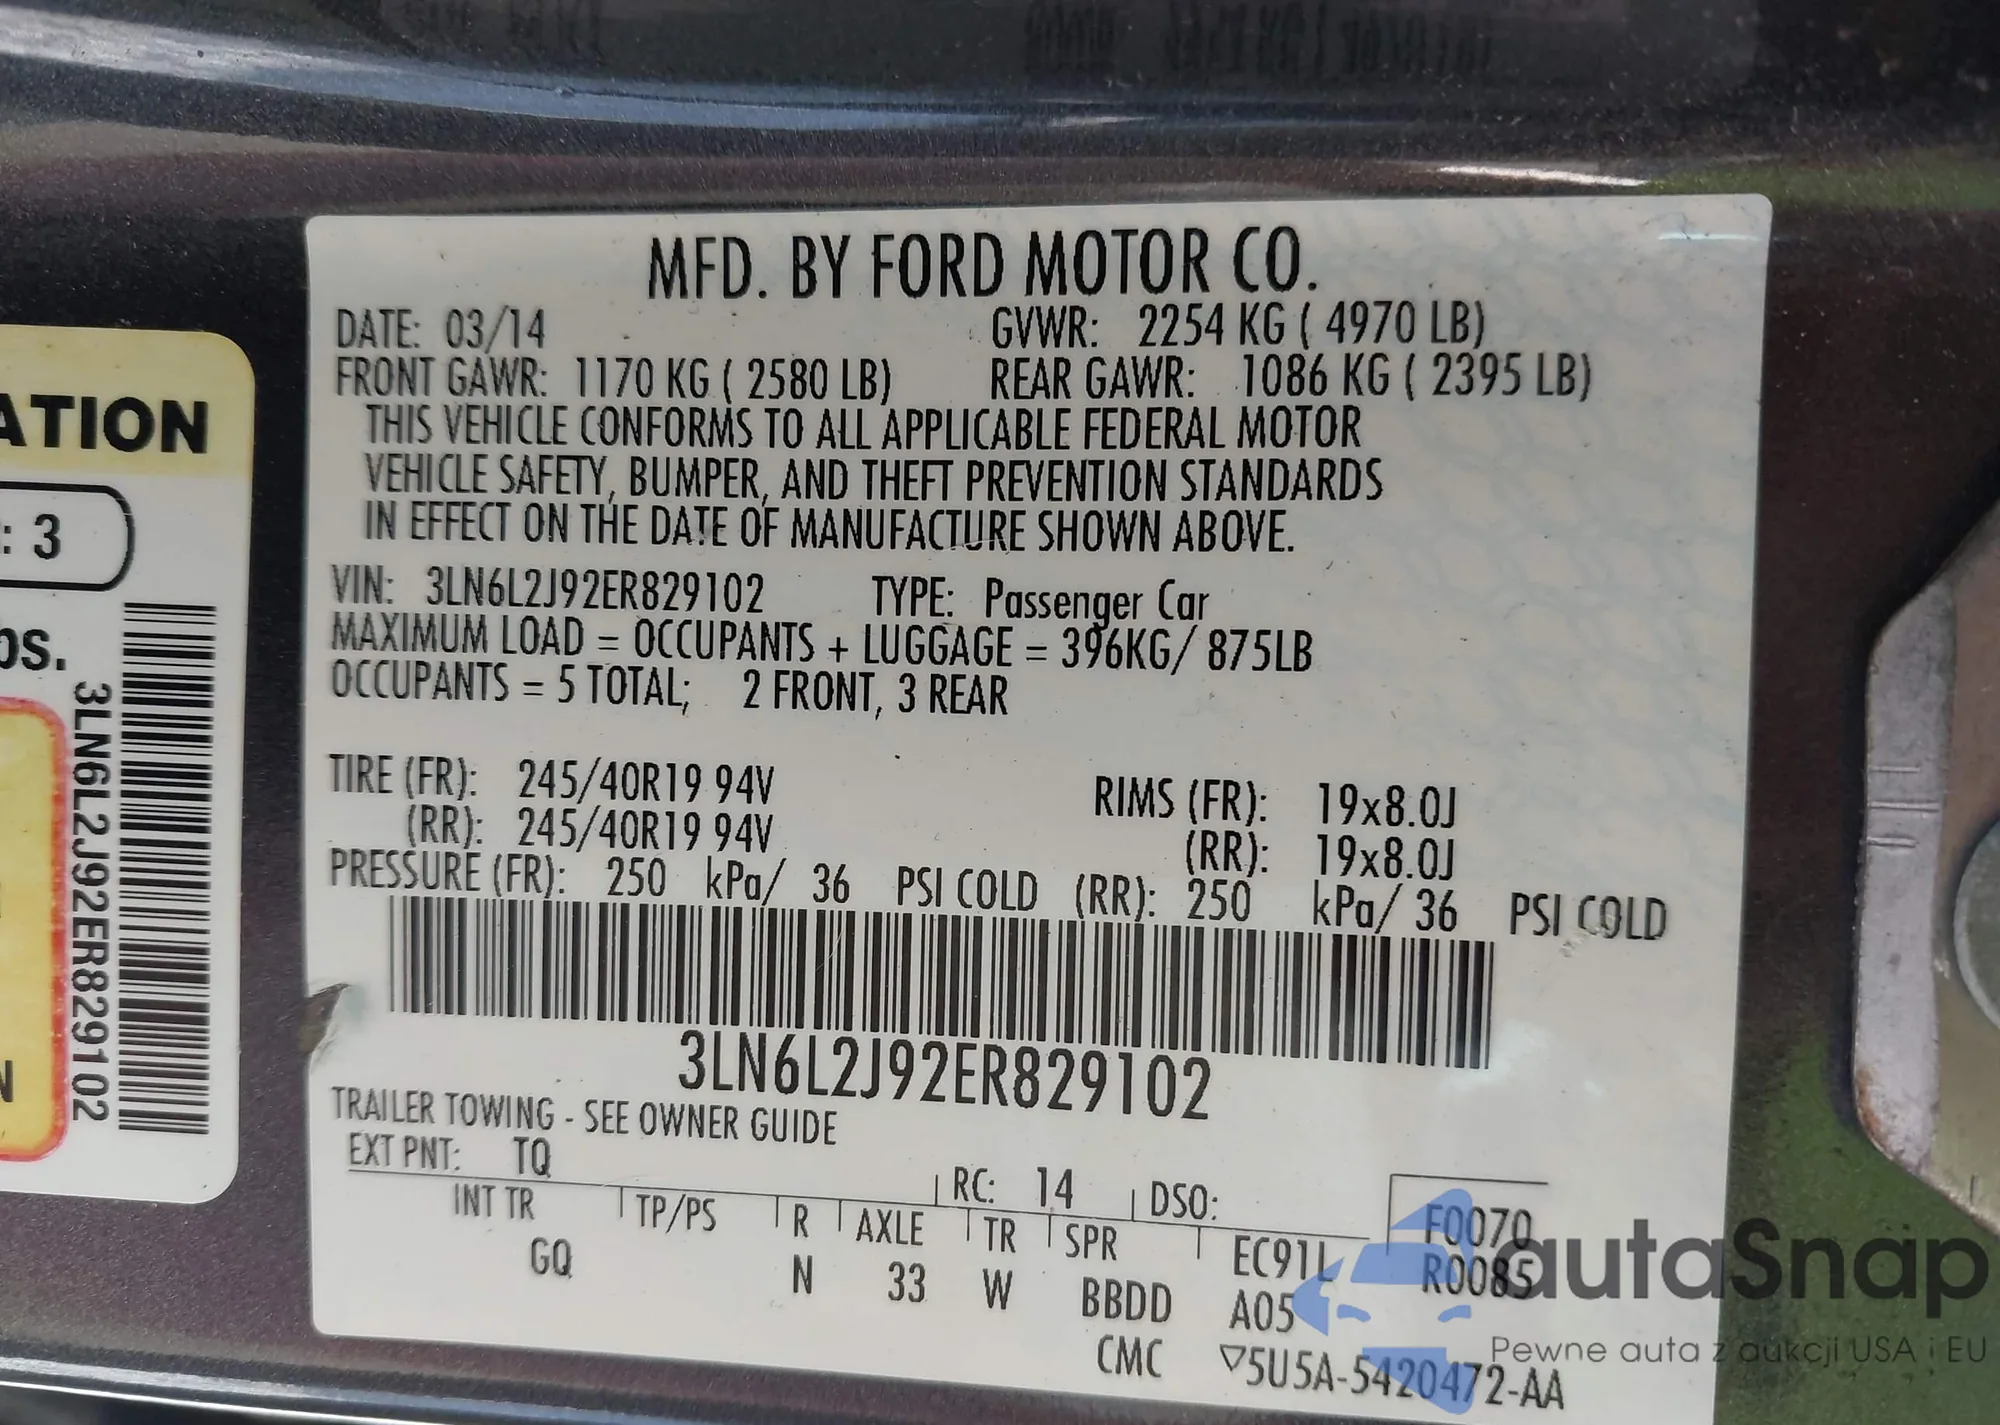 MFD. BY FORD MOTOR CO.
DATE: 03/14 GVWR: 2254 KG ( 4970 LB)
FRONT GAWR: 1170 KG ( 2580 LB) REAR GAWR: 1086 KG ( 2395 LB)
THIS VEHICLE CONFORMS TO ALL APPLICABLE FEDERAL MOTOR
VEHICLE SAFETY, BUMPER, AND THEFT PREVENTION STANDARDS
IN EFFECT ON THE DATE OF MANUFACTURE SHOWN ABOVE.
VIN: 3LN6L2J92ER829102 TYPE: Passenger Car
MAXIMUM LOAD = OCCUPANTS + LUGGAGE = 396KG/ 875LB
OCCUPANTS = 5 TOTAL; 2 FRONT, 3 REAR
TIRE (FR): 245/40R19 94V RIMS (FR): 19x8.0J
(RR): 245/40R19 94V (RR): 19x8.0J
PRESSURE (FR): 250 kPa/ 36 PSI COLD (RR): 250 kPa/ 36 PSI COLD
3LN6L2J92ER829102
TRAILER TOWING - SEE OWNER GUIDE
EXT PNT: TQ RC: 14 DSO: F0070
INT TR TP/PS R AXLE TR SPR EC91L R0085
GQ N 33 W BBDD A05
CMC ▽5U5A-5420472-AA
ATION
: 3
bs.
3LN6L2J92ER829102
N
autaSnap
Pewne auta z aukcji USA i EU